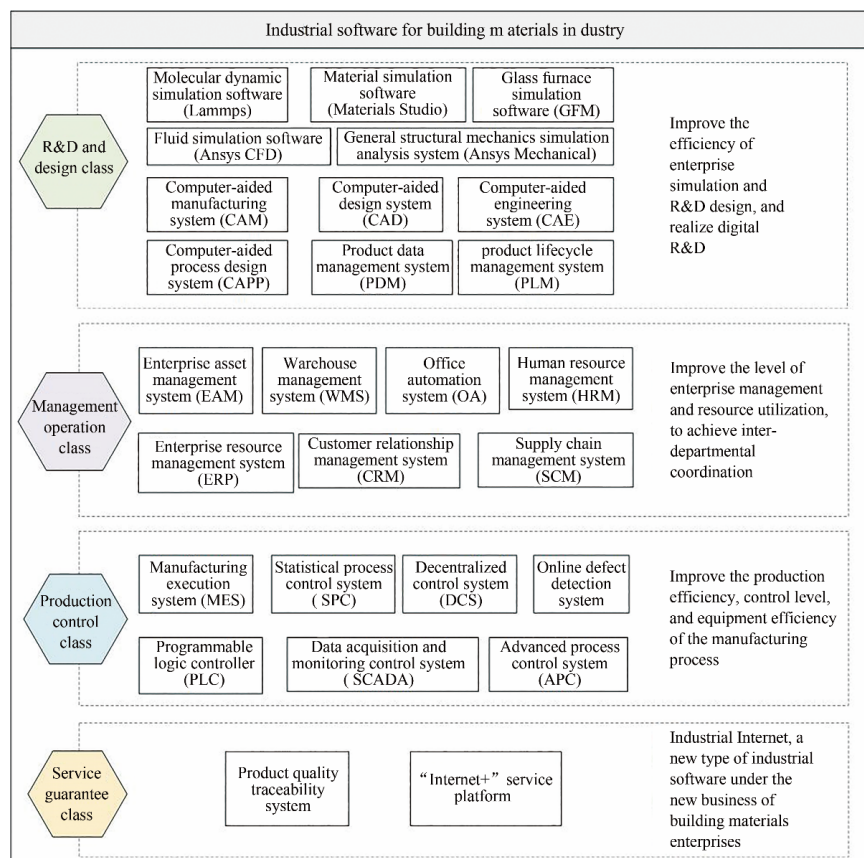 Industrial software for building m aterials in dustry
R&D and
design class
Molecular dynamic
simulation software
(Lammps)
Material simulation
software
(Materials Studio)
Glass furnace
simulation
software (GFM)
Fluid simulation software
(Ansys CFD)
General structural mechanics simulation
analysis system (Ansys Mechanical)
Computer-aided
manufacturing
system (CAM)
Computer-aided
design system
(CAD)
Computer-aided
engineering
system (CAE)
Computer-aided
process design
system (CAPP)
Product data
management system
(PDM)
product lifecycle
management system
(PLM)
Improve the
efficiency of
enterprise
simulation and
R&D design, and
realize digital
R&D
Management
operation
class
Enterprise asset
management
system (EAM)
Warehouse
management
system (WMS)
Office
automation
system (OA)
Human resource
management
system (HRM)
Enterprise resource
management system
(ERP)
Customer relationship
management system
(CRM)
Supply chain
management system
(SCM)
Improve the level of
enterprise management
and resource utilization,
to achieve inter-
departmental
coordination
Production
control
class
Manufacturing
execution
system (MES)
Statistical process
control system
( SPC)
Decentralized
control system
(DCS)
Online defect
detection
system
Programmable
logic controller
(PLC)
Data acquisition and
monitoring control system
( SCADA)
Advanced process
control system
(APC)
Improve the production
efficiency, control level,
and equipment efficiency
of the manufacturing
process
Service
guarantee
class
Product quality
traceability
system
“Internet+” service
platform
Industrial Internet, a
new type of industrial
software under the
new business of
building materials
enterprises